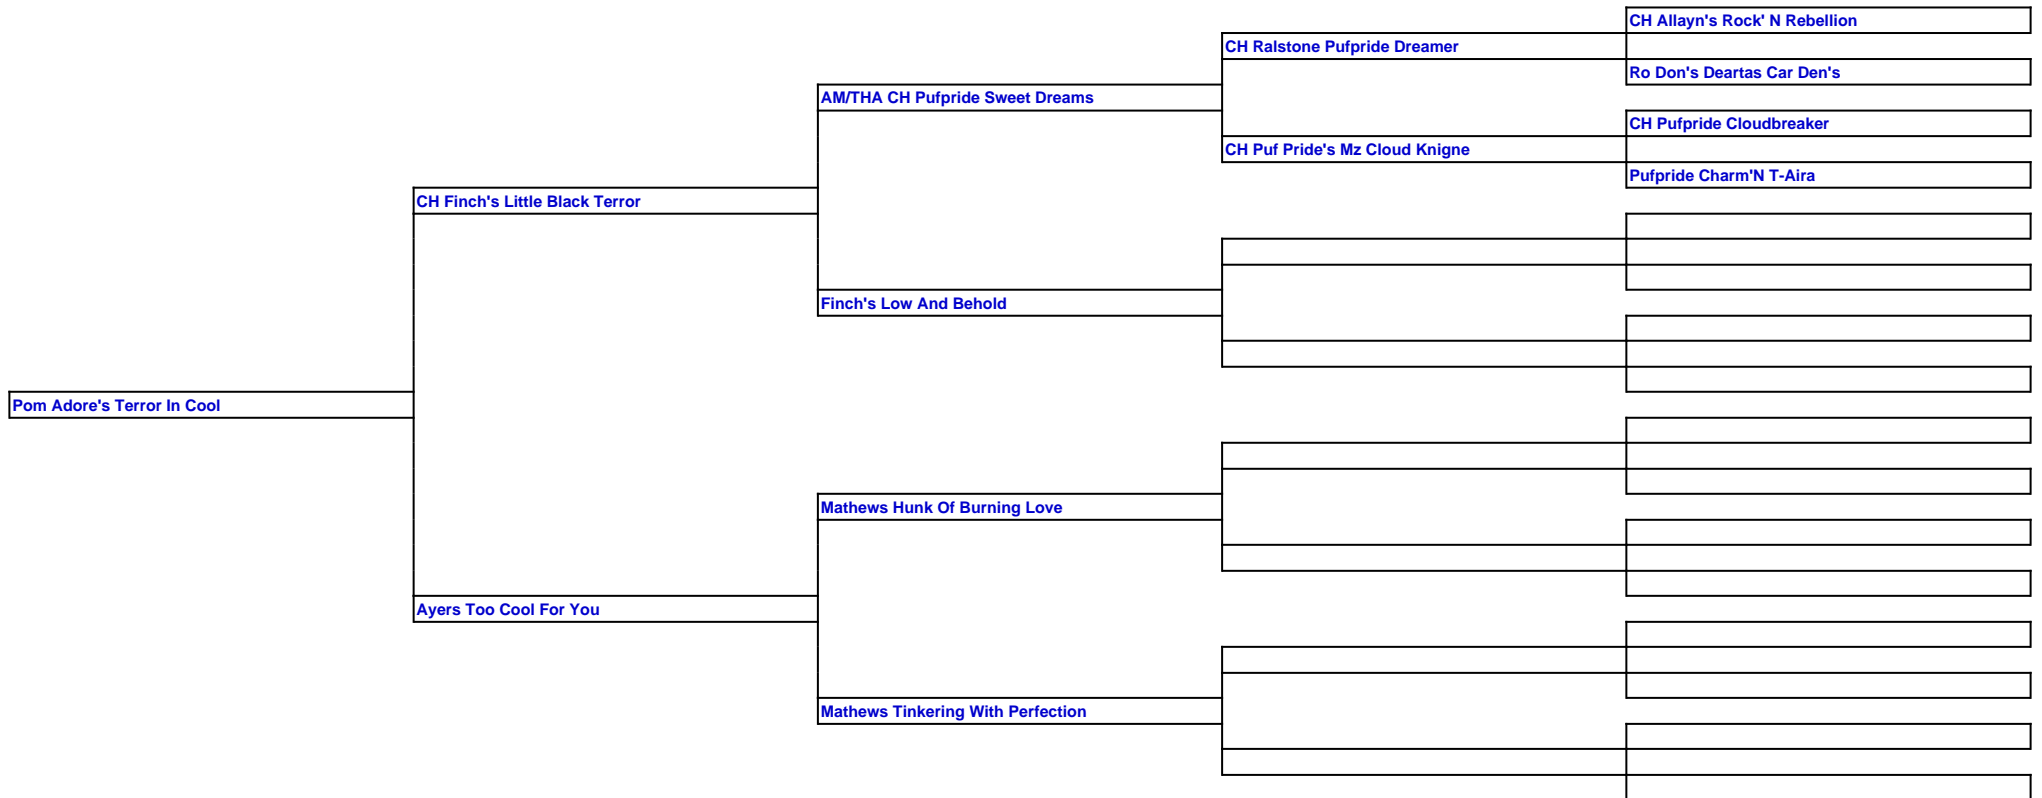 CH Allayn's Rock' N Rebellion
CH Ralstone Pufpride Dreamer
Ro Don's Deartas Car Den's
AM/THA CH Pufpride Sweet Dreams
CH Pufpride Cloudbreaker
CH Puf Pride's Mz Cloud Knigne
Pufpride Charm'N T-Aira
CH Finch's Little Black Terror
Finch's Low And Behold
Pom Adore's Terror In Cool
Mathews Hunk Of Burning Love
Ayers Too Cool For You
Mathews Tinkering With Perfection